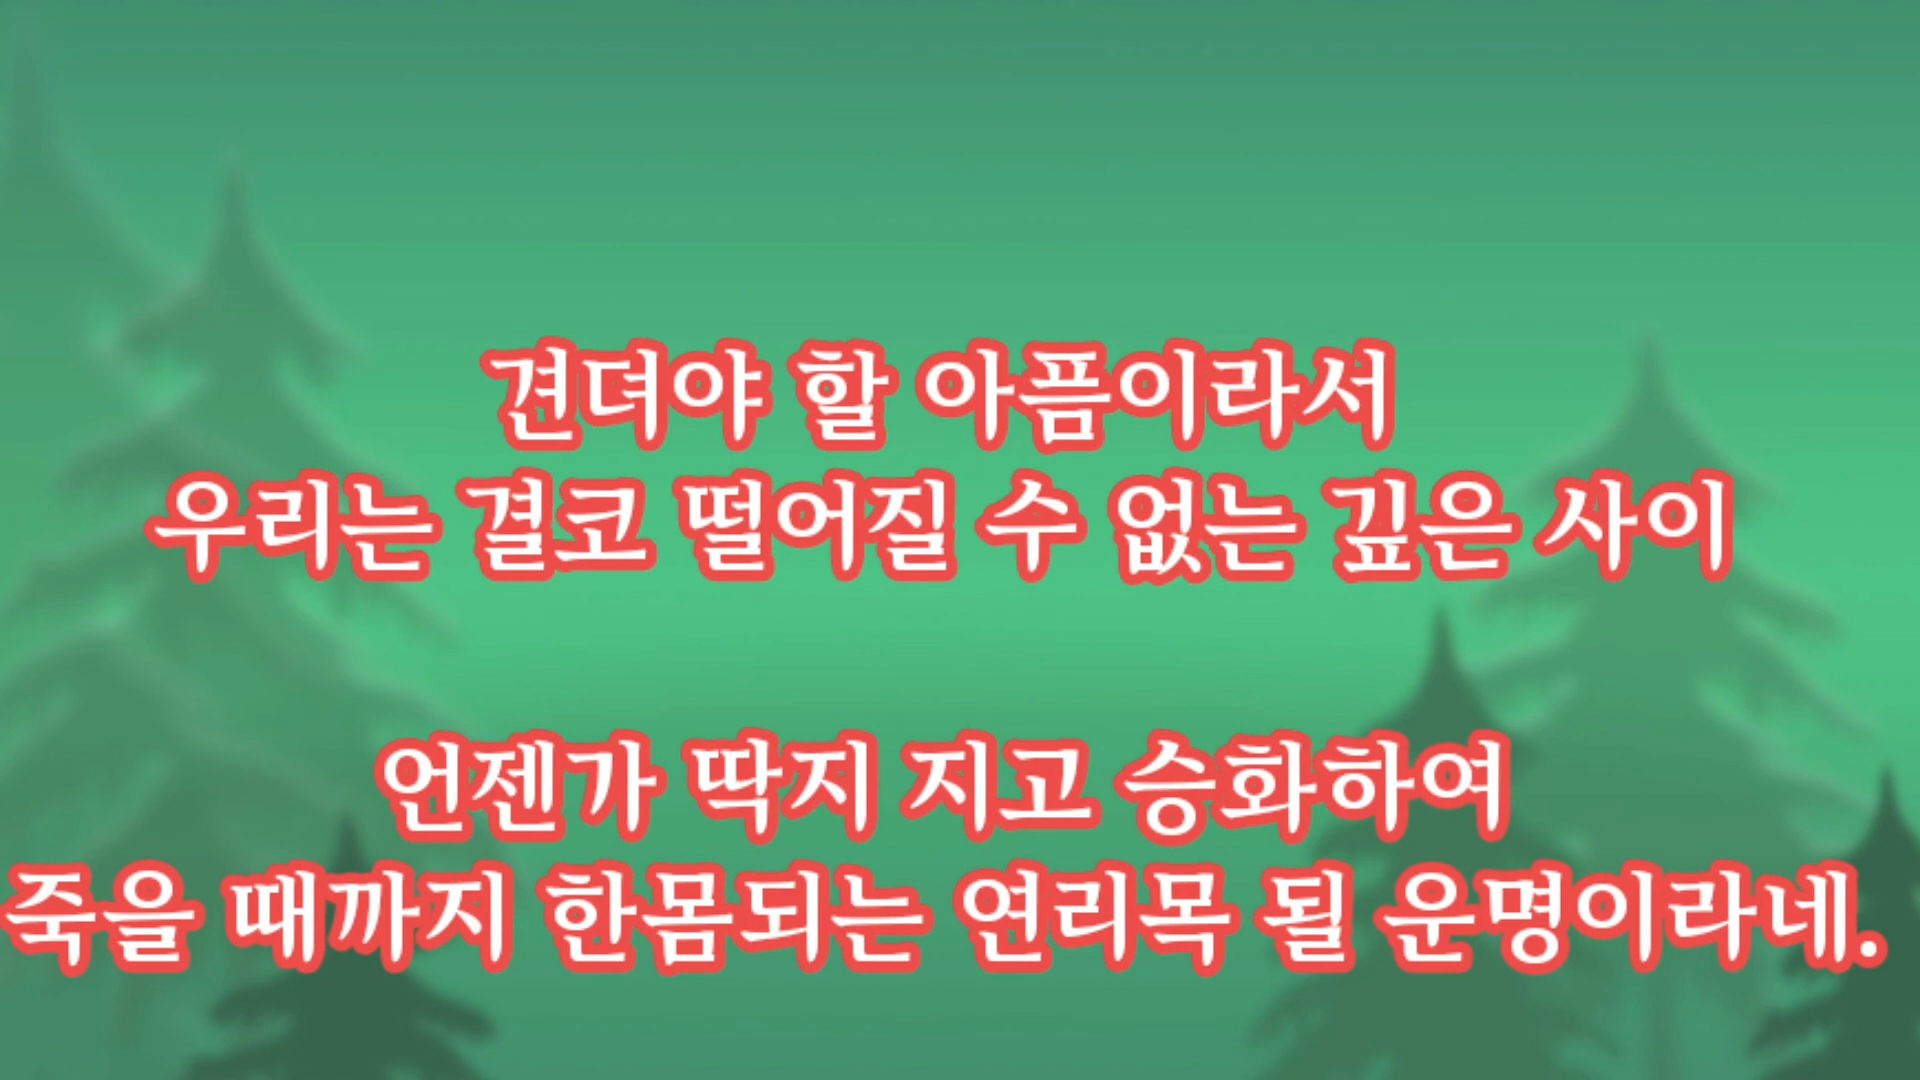 견뎌야 할 아픔이라서
우리는 결코 떨어질 수 없는 깊은 사이
언젠가 딱지 지고 승화하여
죽을 때까지 한몸되는 연리목 될 운명이라네.